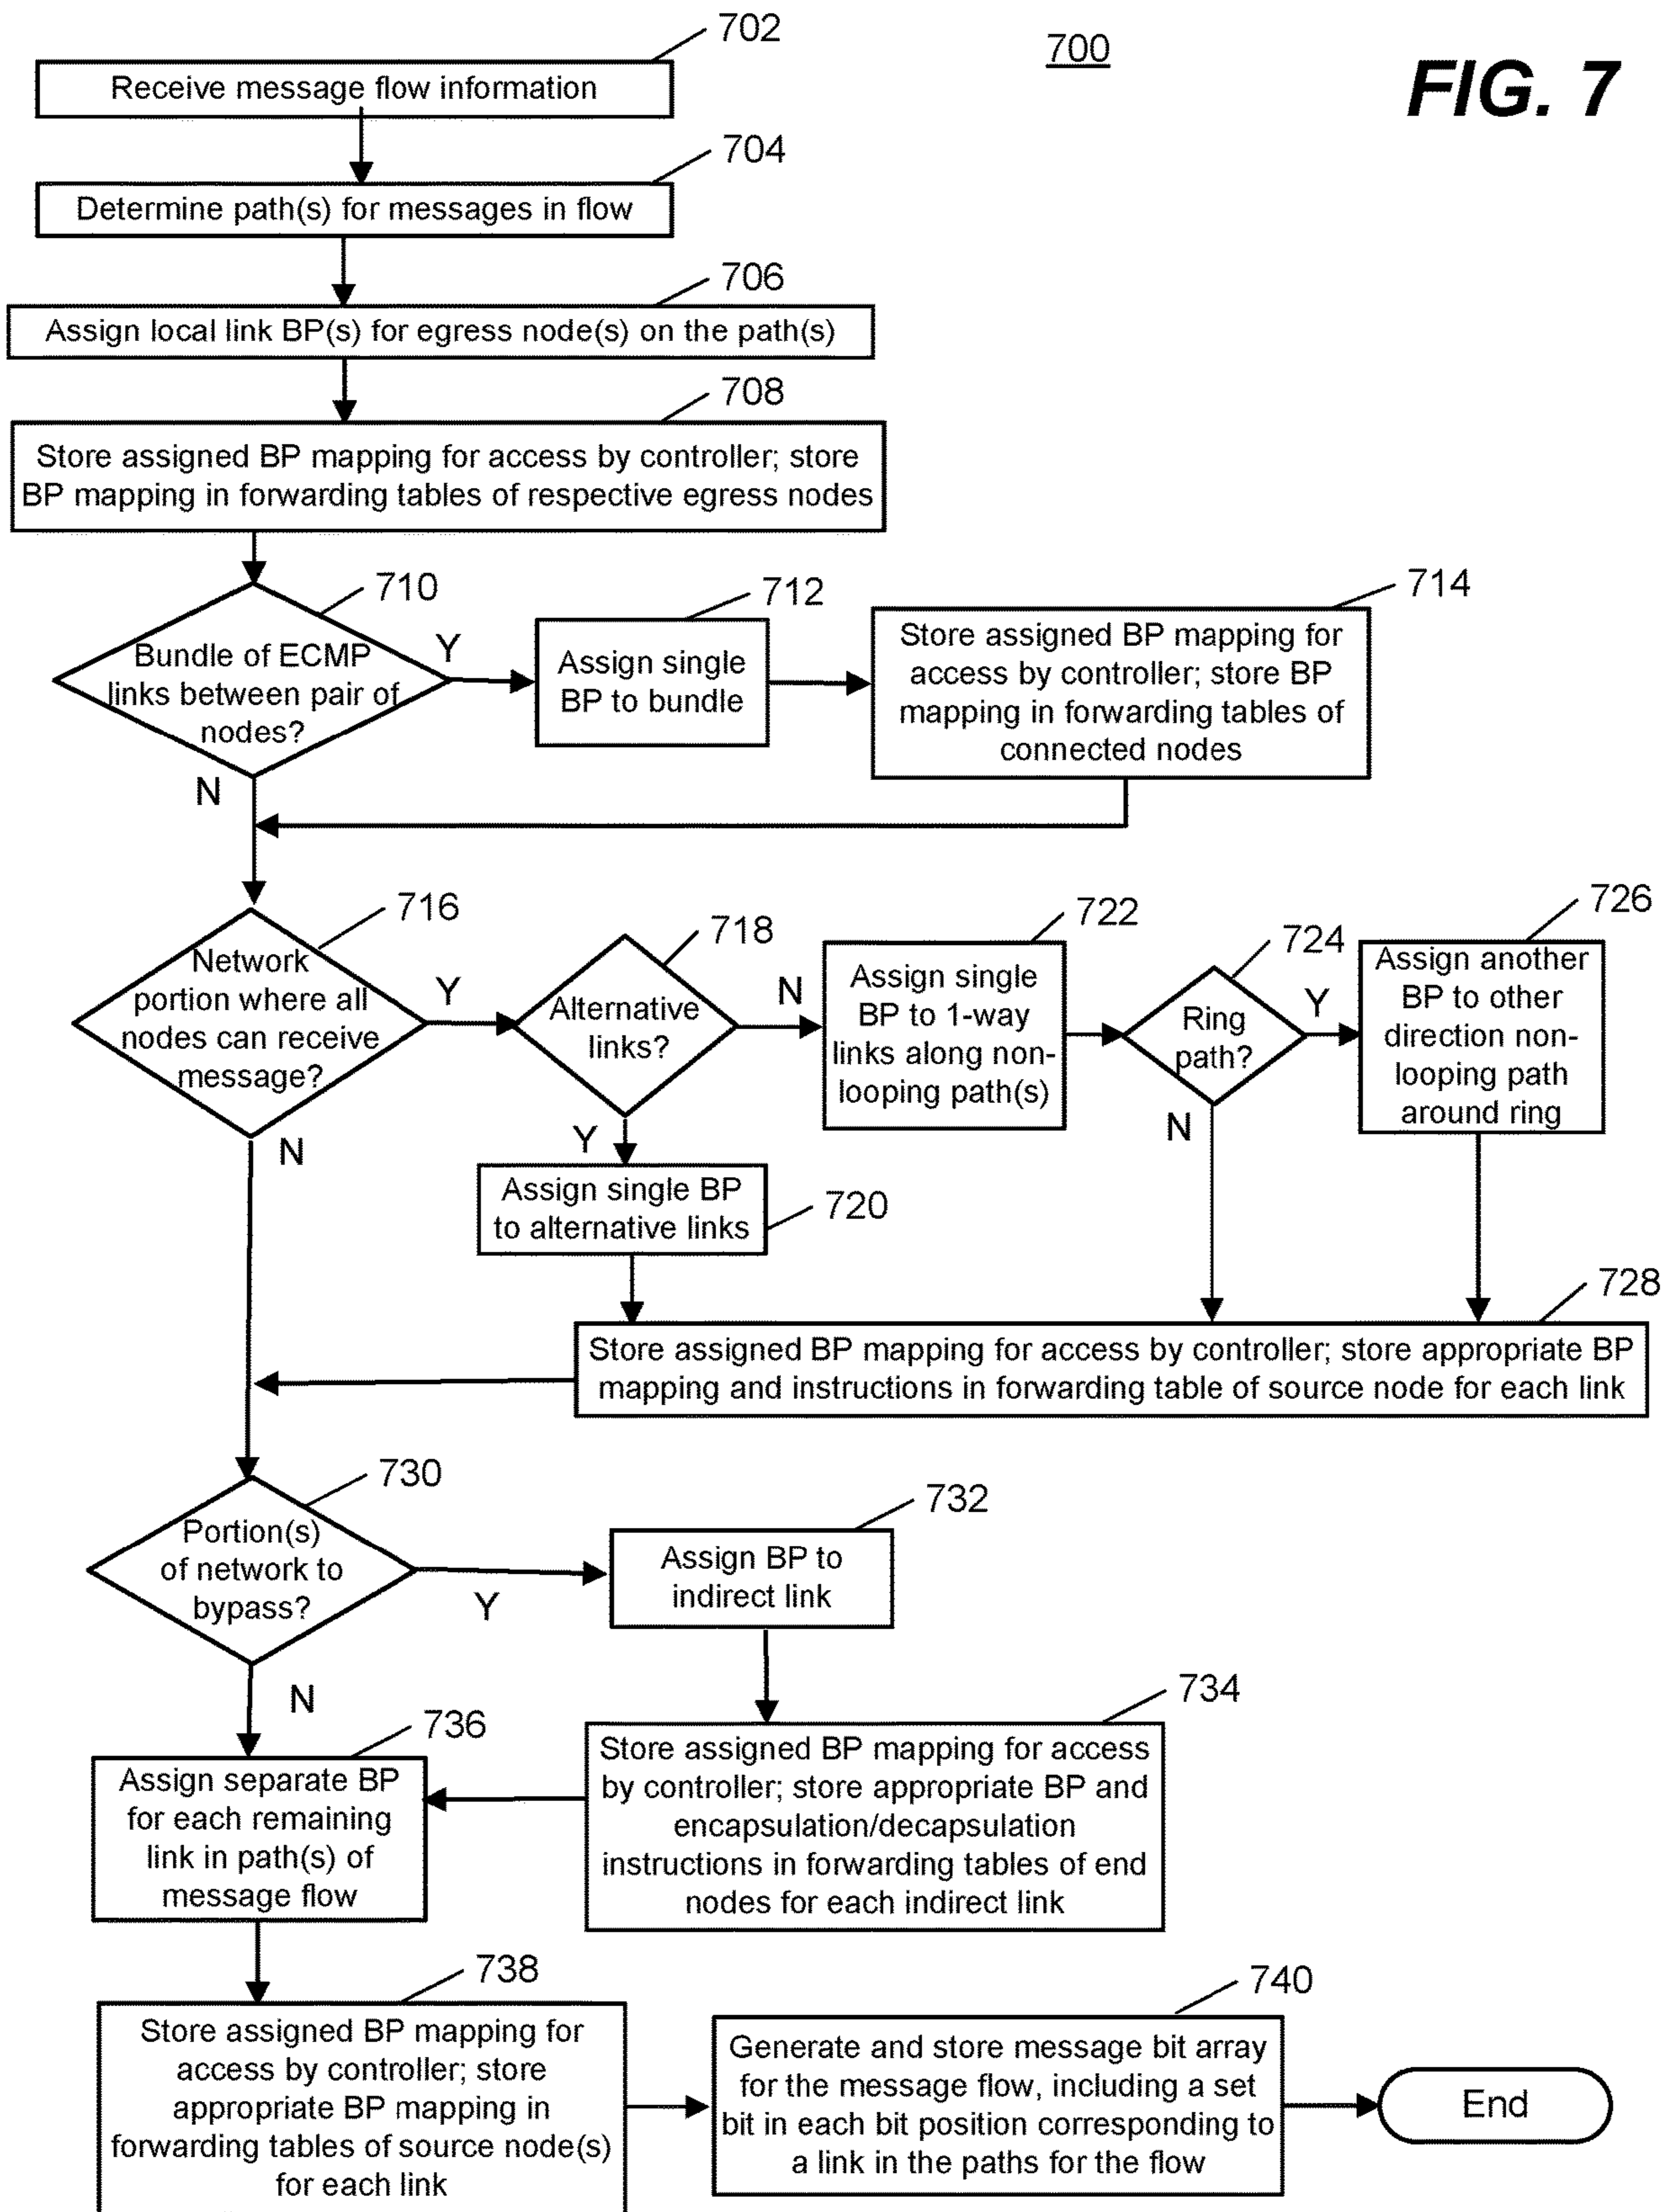 702
700
FIG. 7
Receive message flow information
704
Determine path(s) for messages in flow
706
Assign local link BP(s) for egress node(s) on the path(s)
708
Store assigned BP mapping for access by controller; store
BP mapping in forwarding tables of respective egress nodes
710
Bundle of ECMP
links between pair of
nodes?
Y
N
712
Assign single
BP to bundle
714
Store assigned BP mapping for
access by controller; store BP
mapping in forwarding tables of
connected nodes
716
Network
portion where all
nodes can receive
message?
Y
N
718
Alternative
links?
N
Y
720
Assign single BP
to alternative links
722
Assign single
BP to 1-way
links along non-
looping path(s)
724
Ring
path?
Y
N
726
Assign another
BP to other
direction non-
looping path
around ring
728
Store assigned BP mapping for access by controller; store appropriate BP
mapping and instructions in forwarding table of source node for each link
730
Portion(s)
of network to
bypass?
Y
N
732
Assign BP to
indirect link
734
Store assigned BP mapping for access
by controller; store appropriate BP and
encapsulation/decapsulation
instructions in forwarding tables of end
nodes for each indirect link
736
Assign separate BP
for each remaining
link in path(s) of
message flow
738
Store assigned BP mapping for
access by controller; store
appropriate BP mapping in
forwarding tables of source node(s)
for each link
740
Generate and store message bit array
for the message flow, including a set
bit in each bit position corresponding to
a link in the paths for the flow
End